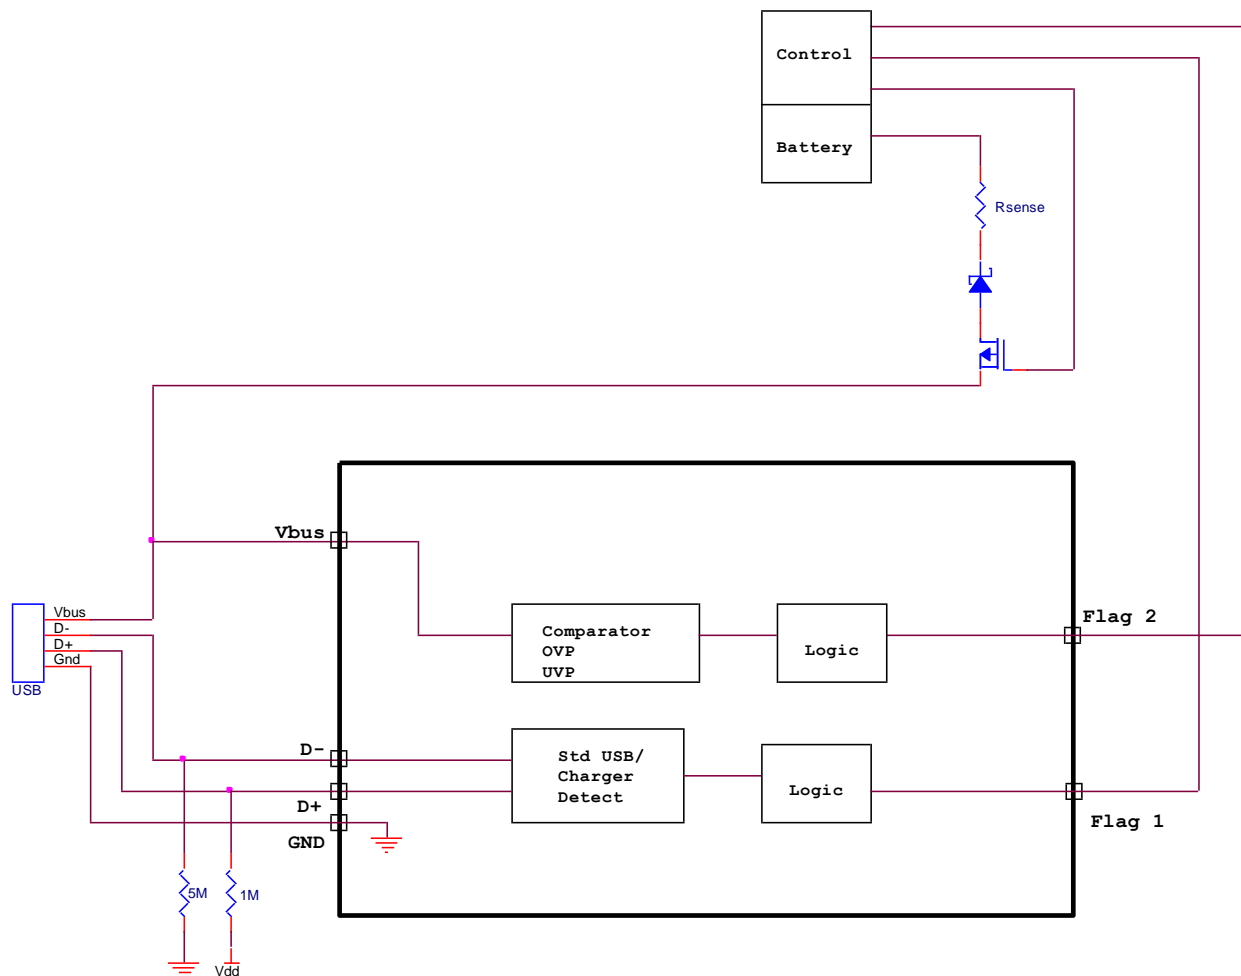 Control
Battery
Rsense
Vbus
Vbus
D-
D+
Gnd
USB
Comparator
OVP
UVP
Logic
Flag 2
D-
D+
GND
Std USB/
Charger
Detect
Logic
Flag 1
5M
1M
Vdd